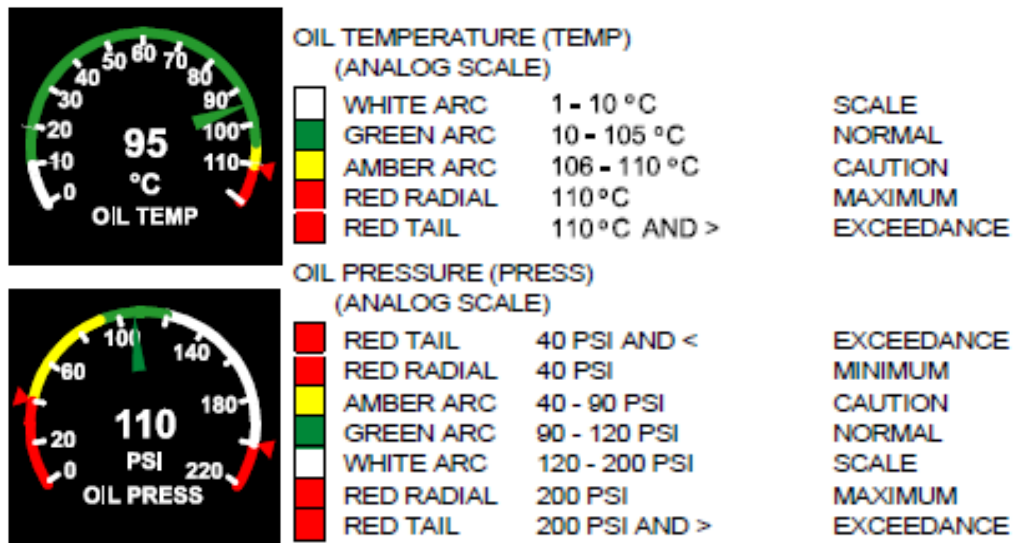 50 60 70
40 80
30 90
20 95 100
10 °C 110
0
OIL TEMP
OIL TEMPERATURE (TEMP)
(ANALOG SCALE)
WHITE ARC 1 - 10 °C SCALE
GREEN ARC 10 - 105 °C NORMAL
AMBER ARC 106 - 110 °C CAUTION
RED RADIAL 110°C MAXIMUM
RED TAIL 110°C AND > EXCEEDANCE
100 140
60
180
20 110
PSI
0 220
OIL PRESS
OIL PRESSURE (PRESS)
(ANALOG SCALE)
RED TAIL 40 PSI AND < EXCEEDANCE
RED RADIAL 40 PSI MINIMUM
AMBER ARC 40 - 90 PSI CAUTION
GREEN ARC 90 - 120 PSI NORMAL
WHITE ARC 120 - 200 PSI SCALE
RED RADIAL 200 PSI MAXIMUM
RED TAIL 200 PSI AND > EXCEEDANCE